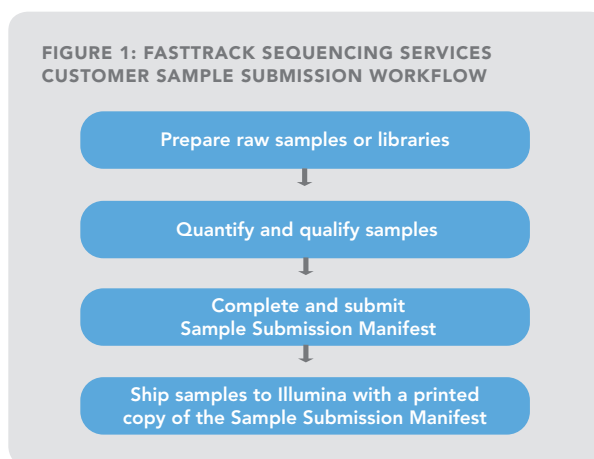 FIGURE 1: FASTTRACK SEQUENCING SERVICES
CUSTOMER SAMPLE SUBMISSION WORKFLOW
Prepare raw samples or libraries
Quantify and qualify samples
Complete and submit
Sample Submission Manifest
Ship samples to Illumina with a printed
copy of the Sample Submission Manifest